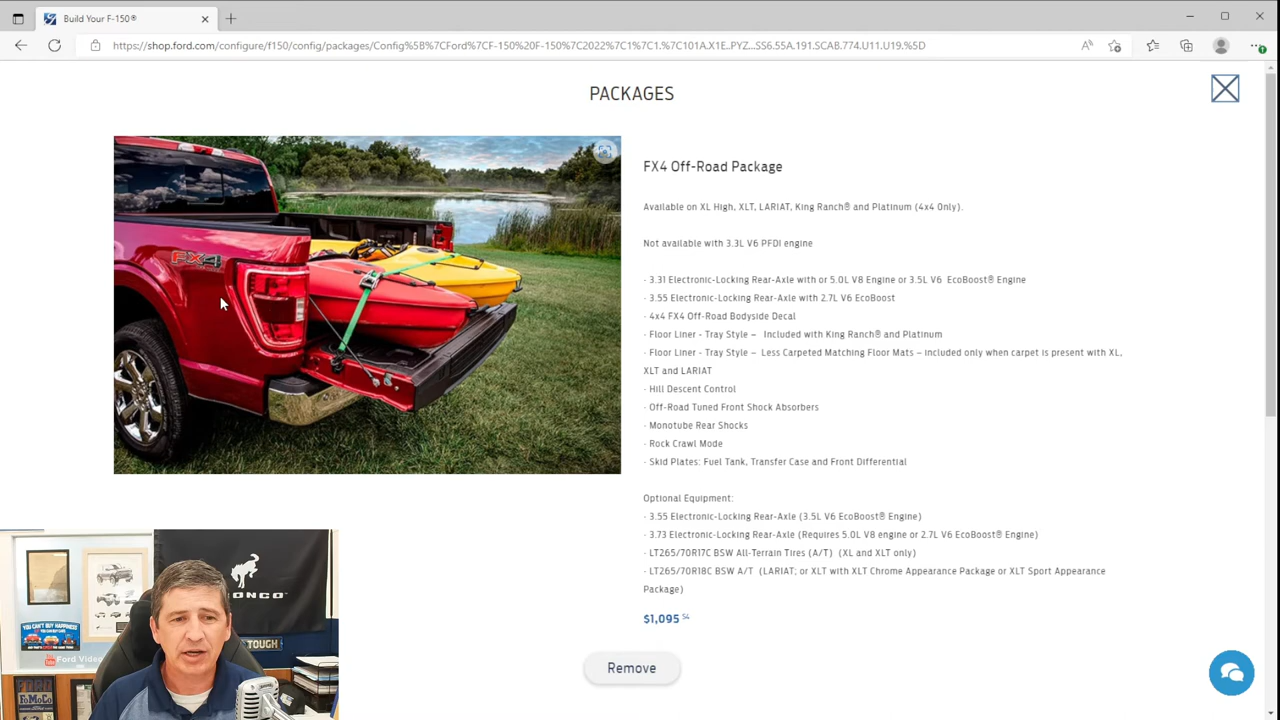 Build Your F-150®
https://shop.ford.com/configure/f150/config/packages/Config%5B%7CFord%7CF-150%20F-150%7C2022%7C1%7C1.%7C101A.X1E..PYZ...SS6.55A.191.SCAB.774.U11.U19.%5D
PACKAGES
FX4
FX4 Off-Road Package
Available on XL High, XLT, LARIAT, King Ranch® and Platinum (4x4 Only).
Not available with 3.3L V6 PFDI engine
· 3.31 Electronic-Locking Rear-Axle with or 5.0L V8 Engine or 3.5L V6 EcoBoost® Engine
· 3.55 Electronic-Locking Rear-Axle with 2.7L V6 EcoBoost
· 4x4 FX4 Off-Road Bodyside Decal
· Floor Liner - Tray Style – Included with King Ranch® and Platinum
· Floor Liner - Tray Style – Less Carpeted Matching Floor Mats – included only when carpet is present with XL,
XLT and LARIAT
· Hill Descent Control
· Off-Road Tuned Front Shock Absorbers
· Monotube Rear Shocks
· Rock Crawl Mode
· Skid Plates: Fuel Tank, Transfer Case and Front Differential
Optional Equipment:
· 3.55 Electronic-Locking Rear-Axle (3.5L V6 EcoBoost® Engine)
· 3.73 Electronic-Locking Rear-Axle (Requires 5.0L V8 engine or 2.7L V6 EcoBoost® Engine)
· LT265/70R17C BSW All-Terrain Tires (A/T) (XL and XLT only)
· LT265/70R18C BSW A/T (LARIAT; or XLT with XLT Chrome Appearance Package or XLT Sport Appearance
Package)
$1,095 54
Remove
RONCO
TOUGH
YOU CAN'T BUY HAPPINESS
Ford Video
FORD
FoMoCo